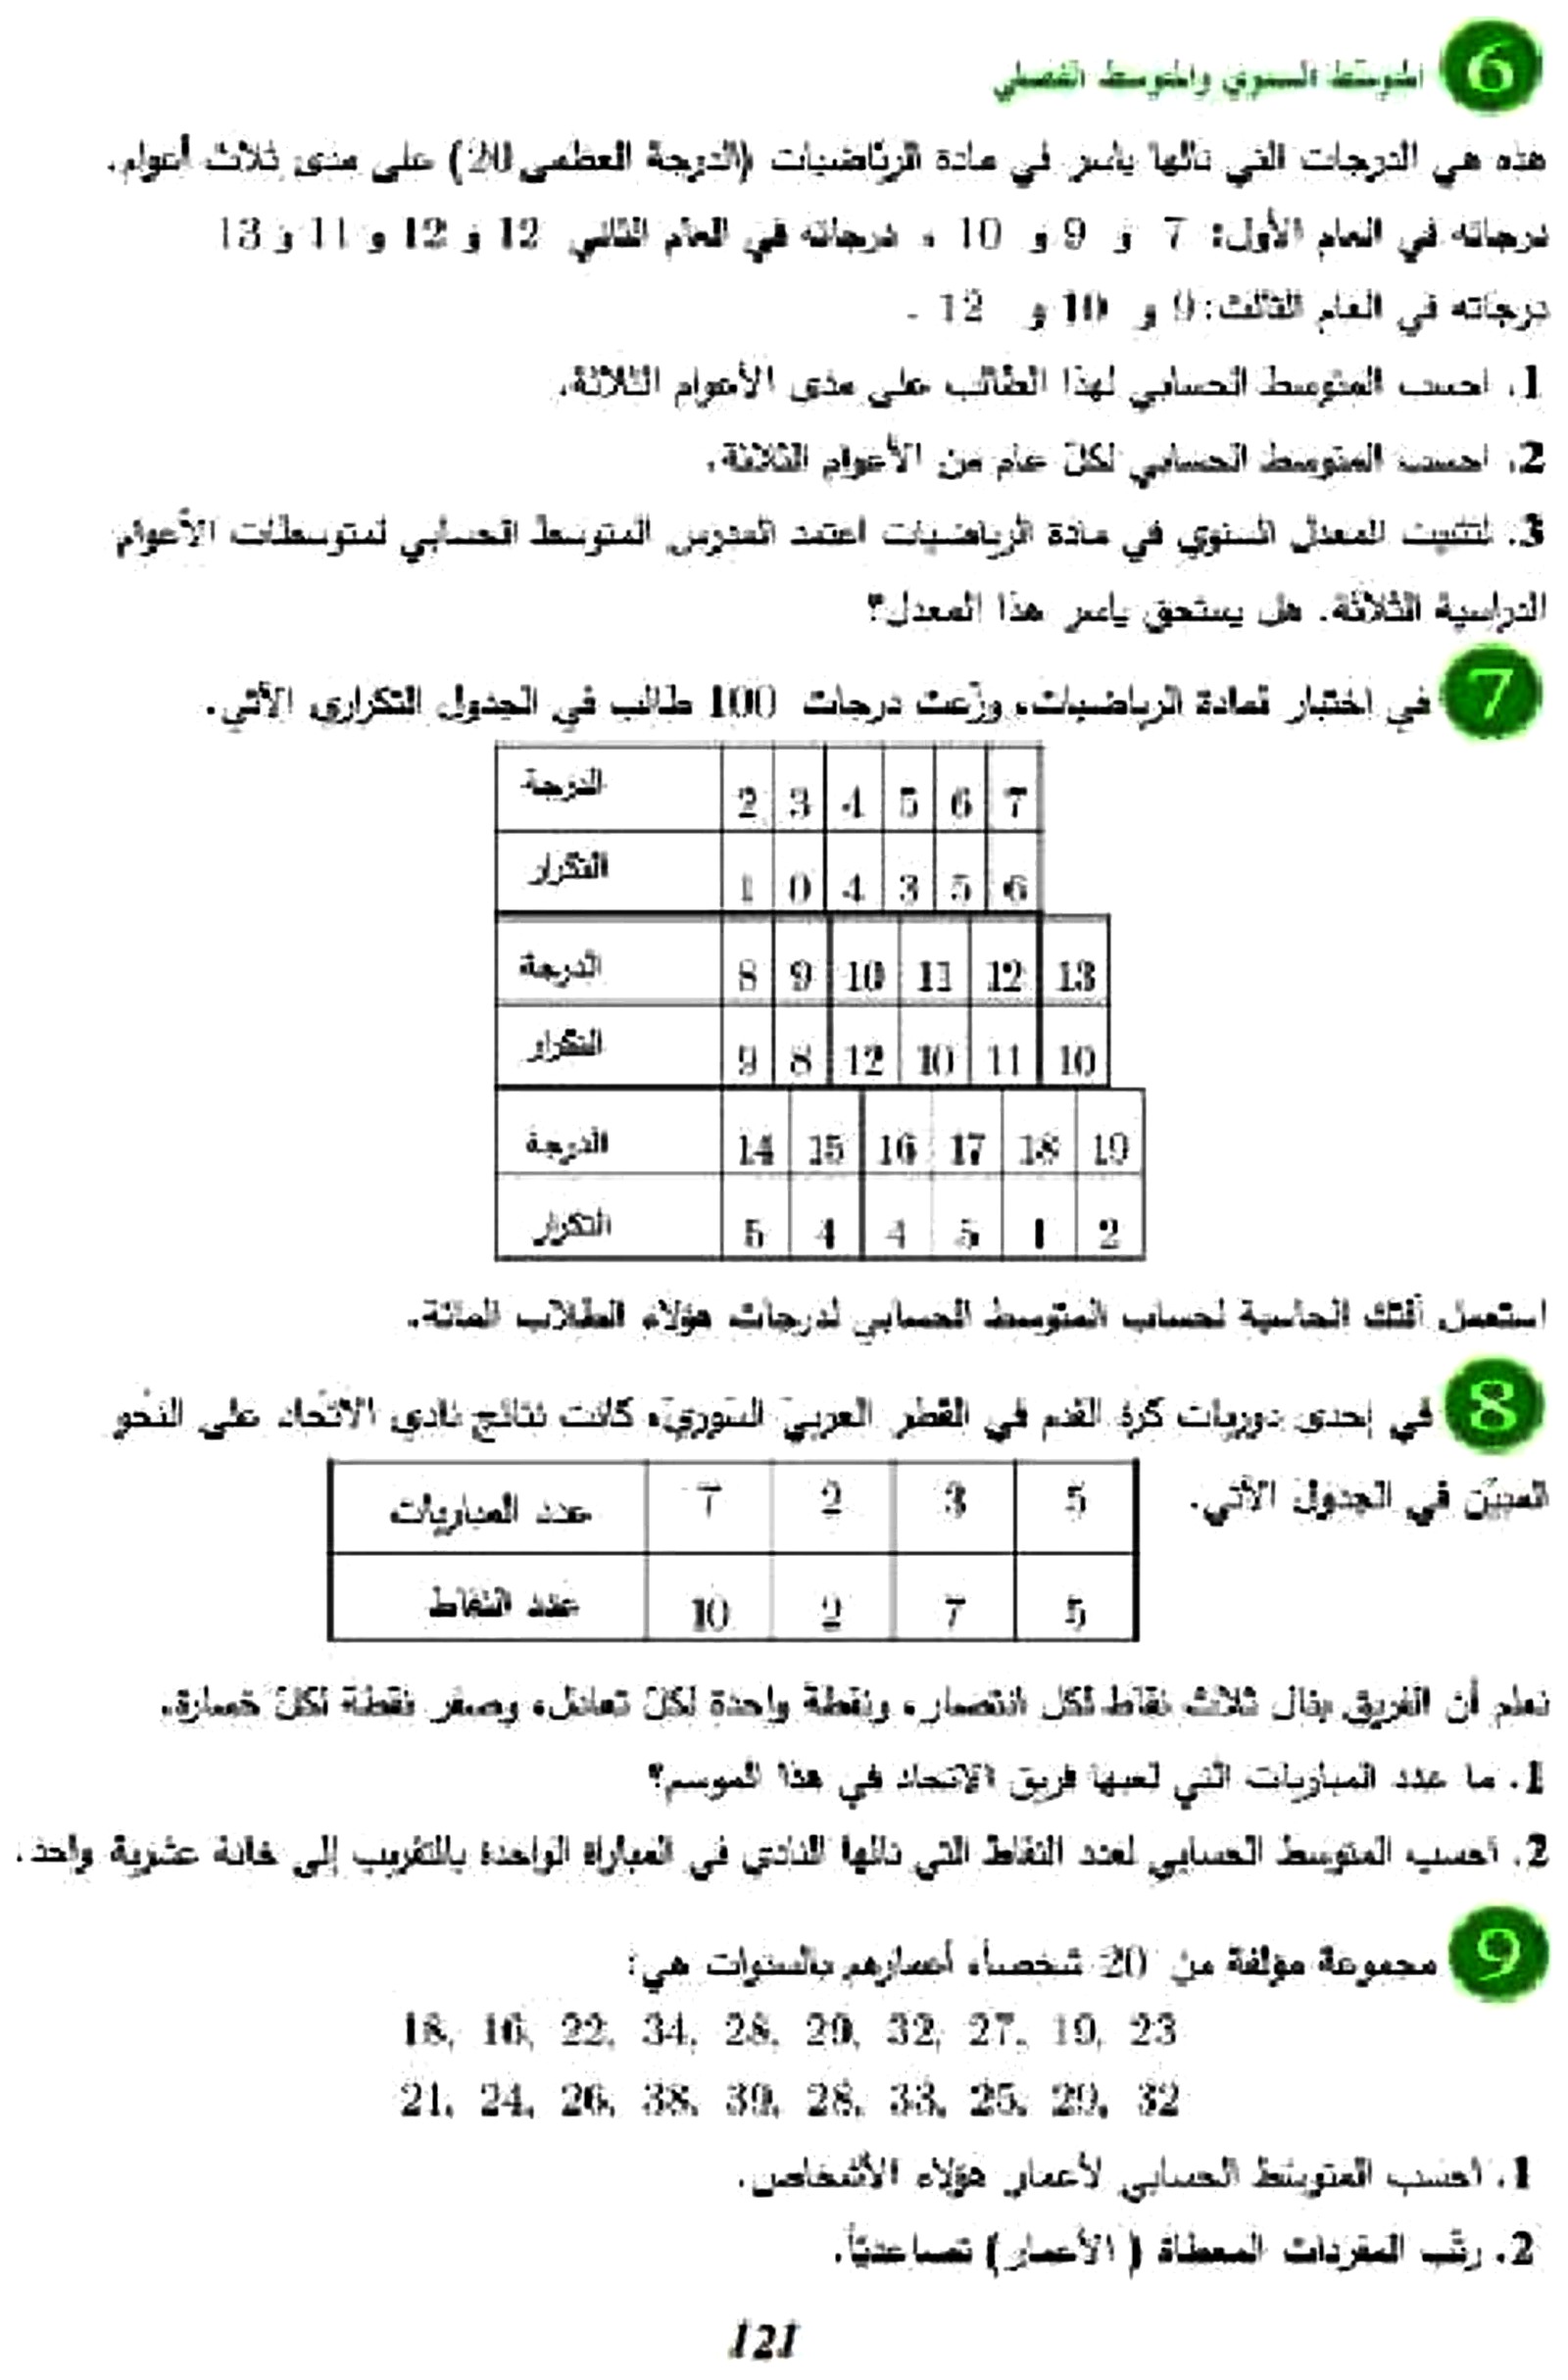 6 المتوسط السنوي والمتوسط الفصلي
هذه هي الدرجات التي نالها ياسر في مادة الرياضيات (الدرجة العظمى 20) على مدى ثلاث أعوام.
درجاته في العام الأول: 7 و 9 و 10 ، درجاته في العام الثاني 12 و 12 و 11 و 13
درجاته في العام الثالث: 9 و 10 و 12 .
1. احسب المتوسط الحسابي لهذا الطالب على مدى الأعوام الثلاثة.
2. احسب المتوسط الحسابي لكلّ عام من الأعوام الثلاثة.
3. لتثبيت المعدل السنوي في مادة الرياضيات اعتمد المدرس المتوسط الحسابي لمتوسطات الأعوام
الدراسية الثلاثة. هل يستحق ياسر هذا المعدل؟
7 في اختبار لمادة الرياضيات، وزّعت درجات 100 طالب في الجدول التكراري الآتي.
الدرجة 2 3 4 5 6 7
التكرار 1 0 4 3 5 6
الدرجة 8 9 10 11 12 13
التكرار 9 8 12 10 11 10
الدرجة 14 15 16 17 18 19
التكرار 5 4 4 5 1 2
استعمل آلتك الحاسبة لحساب المتوسط الحسابي لدرجات هؤلاء الطلاب المائة.
8 في إحدى دوريات كرة القدم في القطر العربيّ السّوريّ، كانت نتائج نادي الاتّحاد على النحو
المبيّن في الجدول الآتي.
عدد المباريات 7 2 3 5
عدد النقاط 10 2 7 5
نعلم أن الفريق ينال ثلاث نقاط لكل انتصار، ونقطة واحدة لكلّ تعادل، وصفر نقطة لكلّ خسارة.
1. ما عدد المباريات التي لعبها فريق الاتحاد في هذا الموسم؟
2. احسب المتوسط الحسابي لعدد النقاط التي نالها النادي في المباراة الواحدة بالتقريب إلى خانة عشرية واحد.
9 مجموعة مؤلفة من 20 شخصاً، أعمارهم بالسنوات هي:
18, 16, 22, 34, 28, 29, 32, 27, 19, 23
21, 24, 26, 38, 39, 28, 33, 25, 29, 32
1. احسب المتوسط الحسابي لأعمار هؤلاء الأشخاص.
2. رتّب المفردات المعطاة ( الأعمار) تصاعديّاً.
121